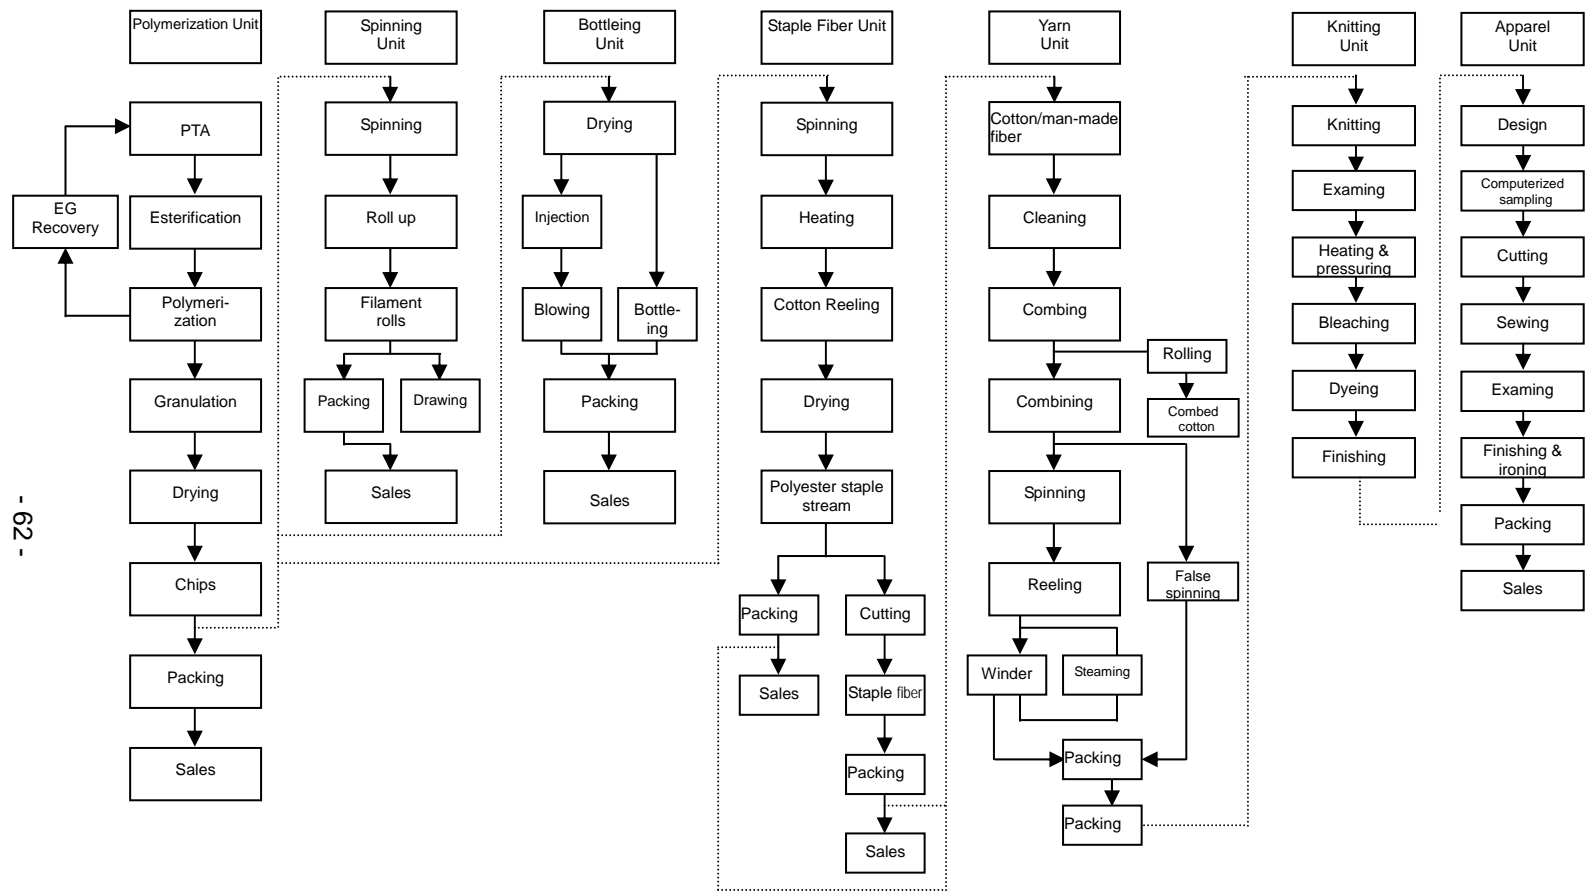 Polymerization Unit
Spinning
Unit
Bottleing
Unit
Staple Fiber Unit
Yarn
Unit
Knitting
Unit
Apparel
Unit
PTA
EG
Recovery
Esterification
Polymeri-
zation
Granulation
Drying
Chips
Packing
Sales
Spinning
Roll up
Filament
rolls
Packing
Drawing
Sales
Drying
Injection
Blowing
Bottle-
ing
Packing
Sales
Spinning
Heating
Cotton Reeling
Drying
Polyester staple
stream
Packing
Sales
Cutting
Staple fiber
Packing
Sales
Cotton/man-made
fiber
Cleaning
Combing
Rolling
Combed
cotton
Combining
Spinning
Reeling
False
spinning
Winder
Steaming
Packing
Packing
Knitting
Examing
Heating &
pressuring
Bleaching
Dyeing
Finishing
Design
Computerized
sampling
Cutting
Sewing
Examing
Finishing &
ironing
Packing
Sales
- 62 -